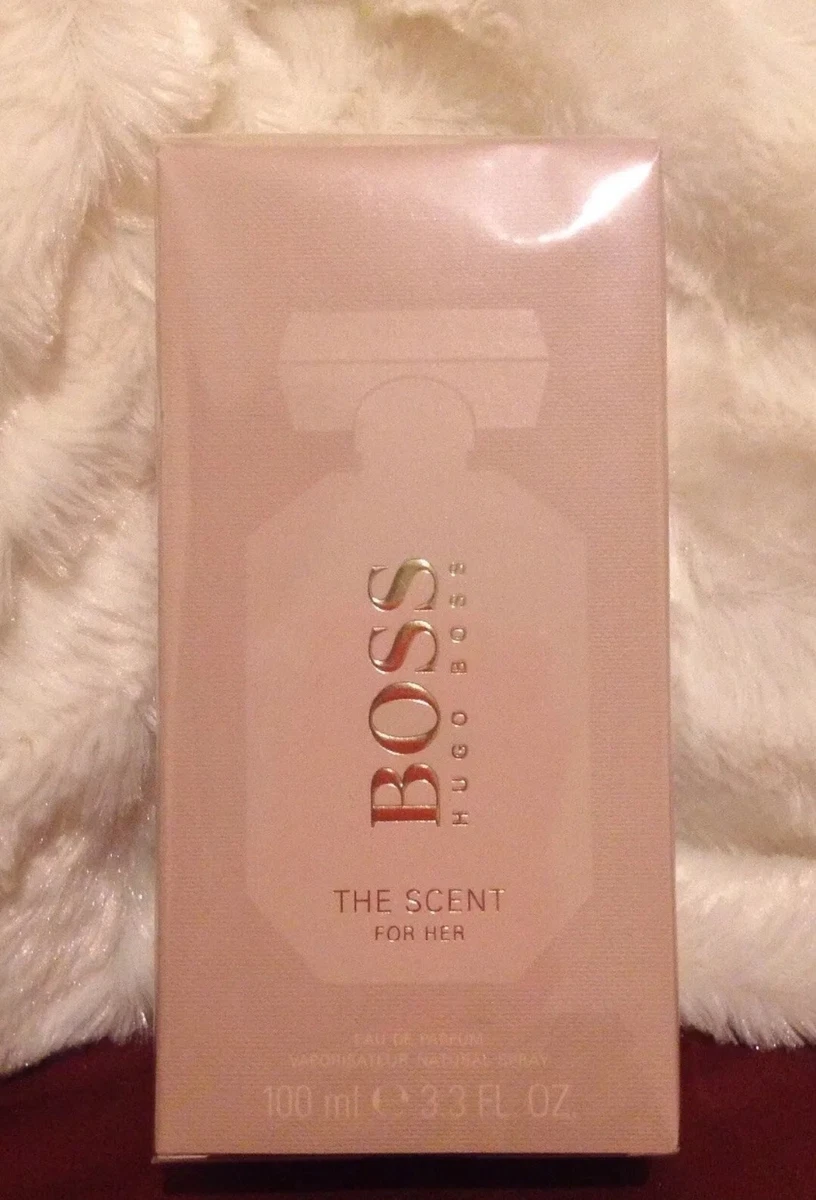 BOSS
HUGO BOSS
THE SCENT
FOR HER
EAU DE PARFUM
VAPORISATEUR NATURAL SPRAY
100 ml ℮ 3.3 FL. OZ.